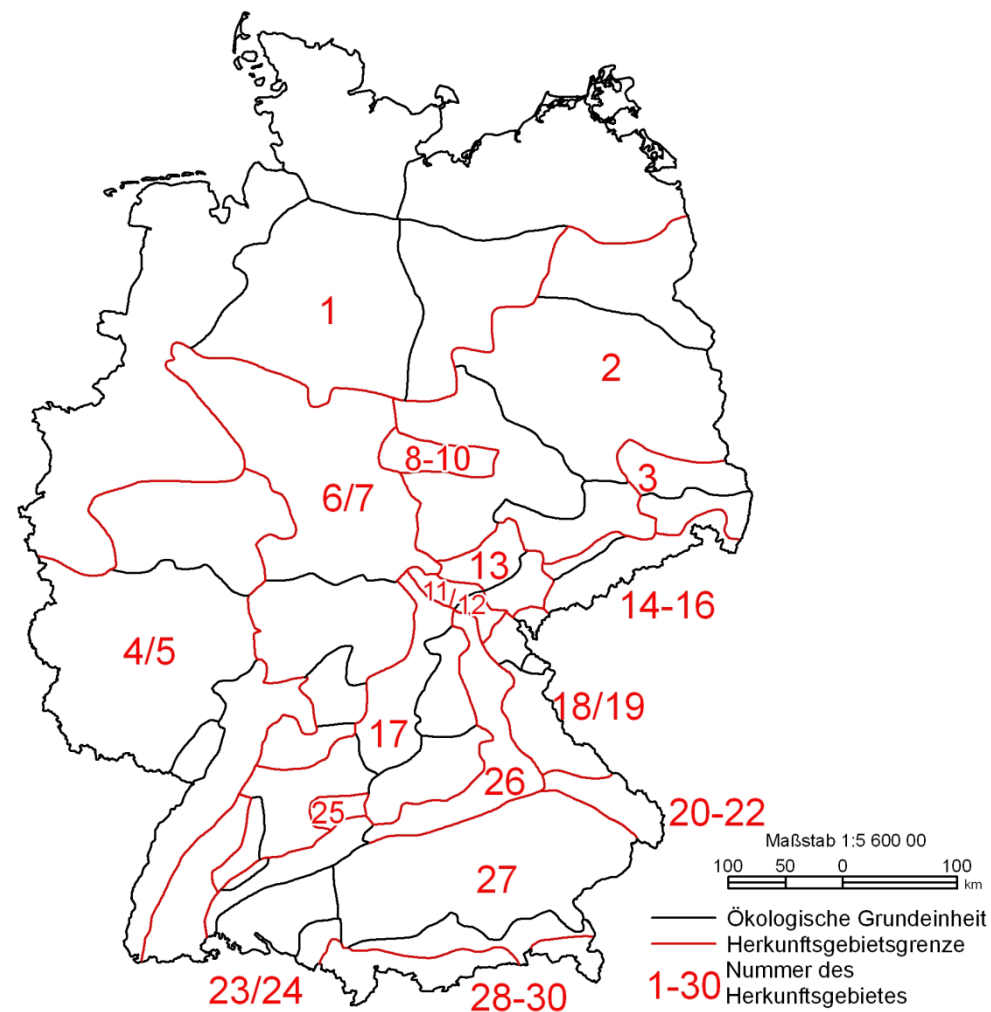 1
2
8-10
3
6/7
13
11/12
14-16
4/5
18/19
17
26
25
20-22
27
23/24
28-30
Maßstab 1:5 600 00
100 50 0 100
km
Ökologische Grundeinheit
Herkunftsgebietsgrenze
1-30 Nummer des
Herkunftsgebietes